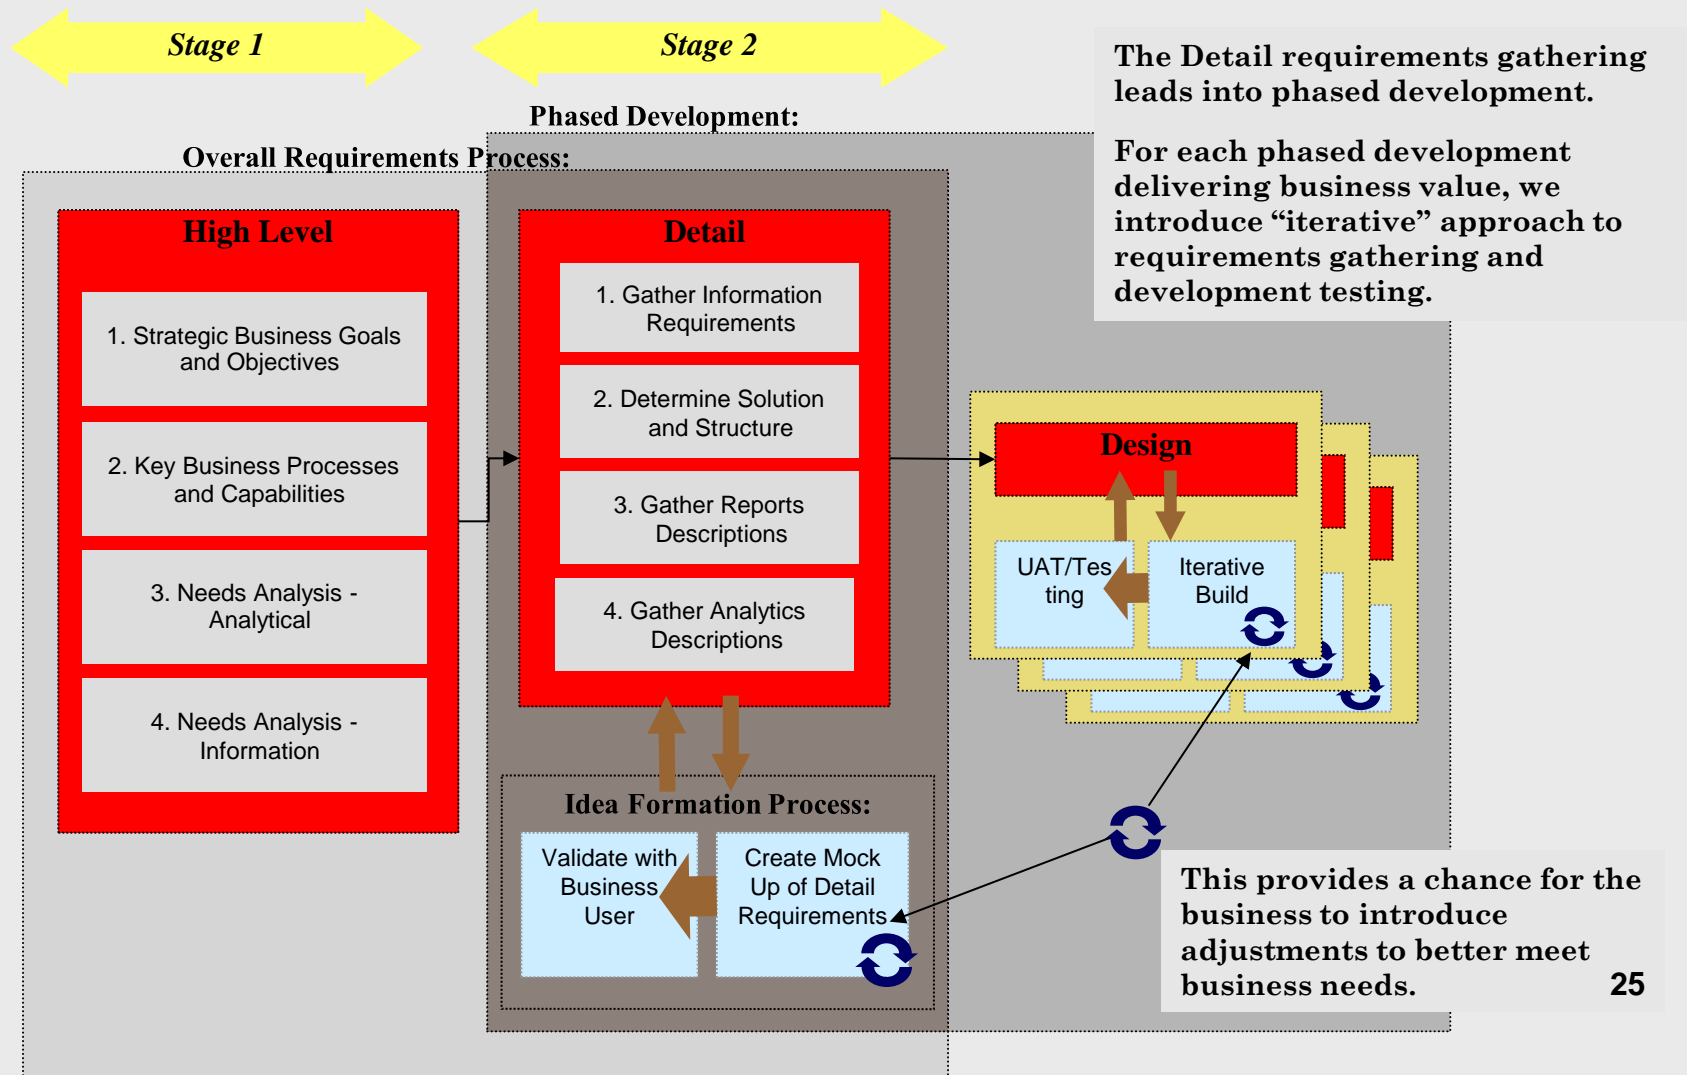 Stage 1
Stage 2
The Detail requirements gathering
leads into phased development.
For each phased development
delivering business value, we
introduce “iterative” approach to
requirements gathering and
development testing.
Phased Development:
Overall Requirements Process:
High Level
1. Strategic Business Goals
and Objectives
2. Key Business Processes
and Capabilities
3. Needs Analysis -
Analytical
4. Needs Analysis -
Information
Detail
1. Gather Information
Requirements
2. Determine Solution
and Structure
3. Gather Reports
Descriptions
4. Gather Analytics
Descriptions
Design
UAT/Tes
ting
Iterative
Build
Idea Formation Process:
Validate with
Business
User
Create Mock
Up of Detail
Requirements
This provides a chance for the
business to introduce
adjustments to better meet
business needs.
25